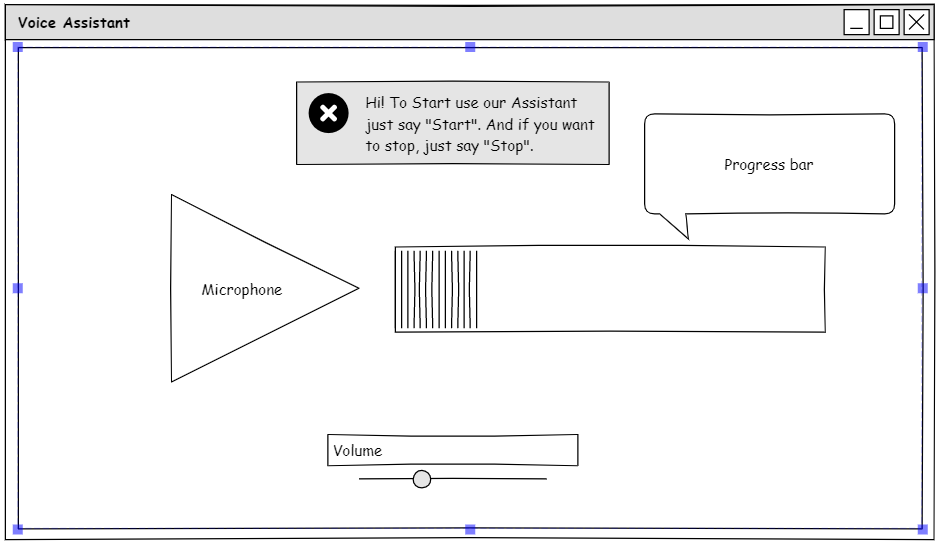 Voice Assistant
Hi! To Start use our Assistant
just say "Start". And if you want
to stop, just say "Stop".
Progress bar
Microphone
Volume